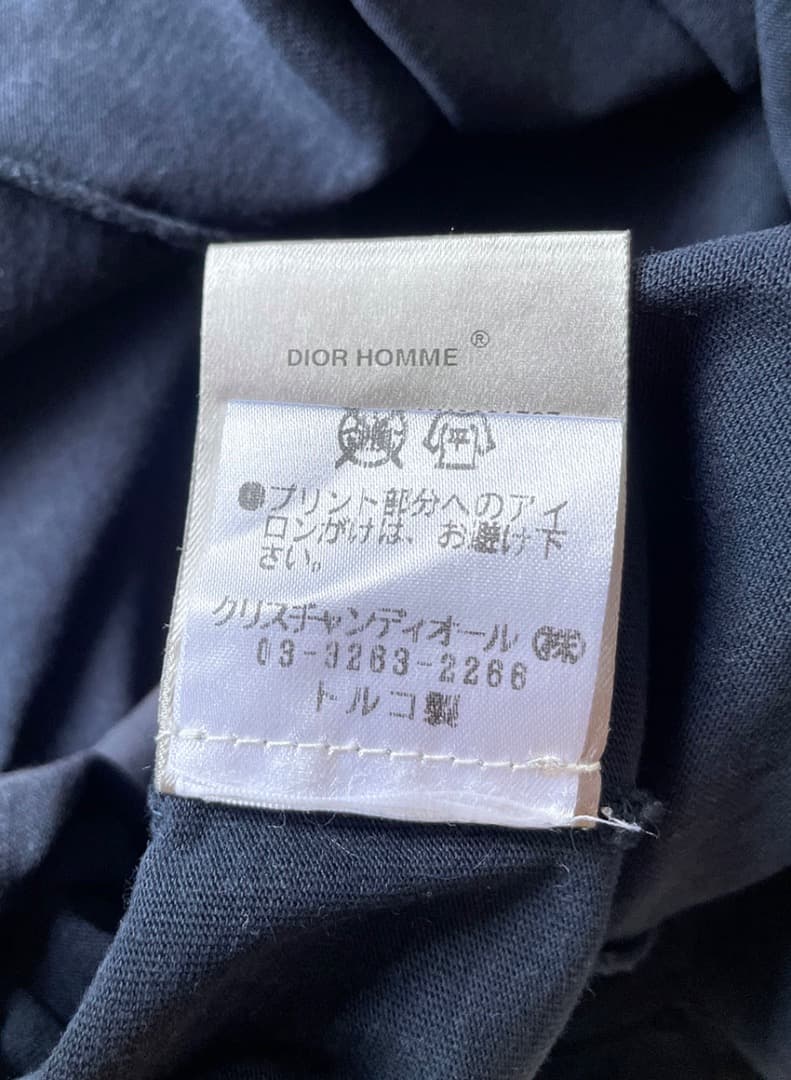 DIOR HOMME ®
平
●プリント部分へのアイ
ロンがけは、お避け下
さい。
クリスチャンディオール ㈱
03-3263-2266
トルコ製